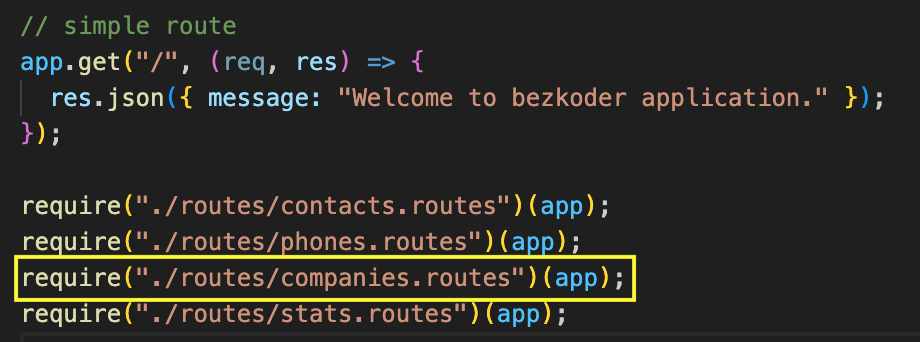 // simple route
app.get("/", (req, res) => {
  res.json({ message: "Welcome to bezkoder application." });
});
require("./routes/contacts.routes")(app);
require("./routes/phones.routes")(app);
require("./routes/companies.routes")(app);
require("./routes/stats.routes")(app);